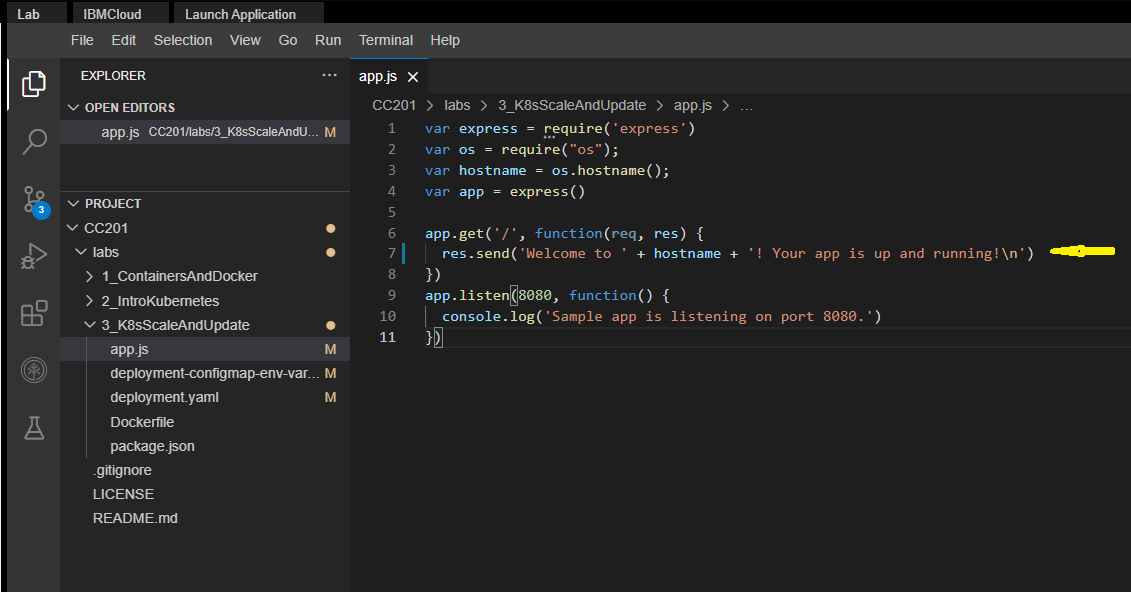 Lab IBMCloud Launch Application
File Edit Selection View Go Run Terminal Help
EXPLORER ...
OPEN EDITORS
app.js CC201/labs/3_K8sScaleAndU... M
3
PROJECT
CC201
labs
1_ContainersAndDocker
2_IntroKubernetes
3_K8sScaleAndUpdate
app.js M
deployment-configmap-env-var... M
deployment.yaml M
Dockerfile
package.json
.gitignore
LICENSE
README.md
app.js
CC201 > labs > 3_K8sScaleAndUpdate > app.js > ...
1 var express = require('express')
2 var os = require("os");
3 var hostname = os.hostname();
4 var app = express()
5
6 app.get('/', function(req, res) {
7 res.send('Welcome to ' + hostname + '! Your app is up and running!\n')
8 })
9 app.listen(8080, function() {
10 console.log('Sample app is listening on port 8080.')
11 })